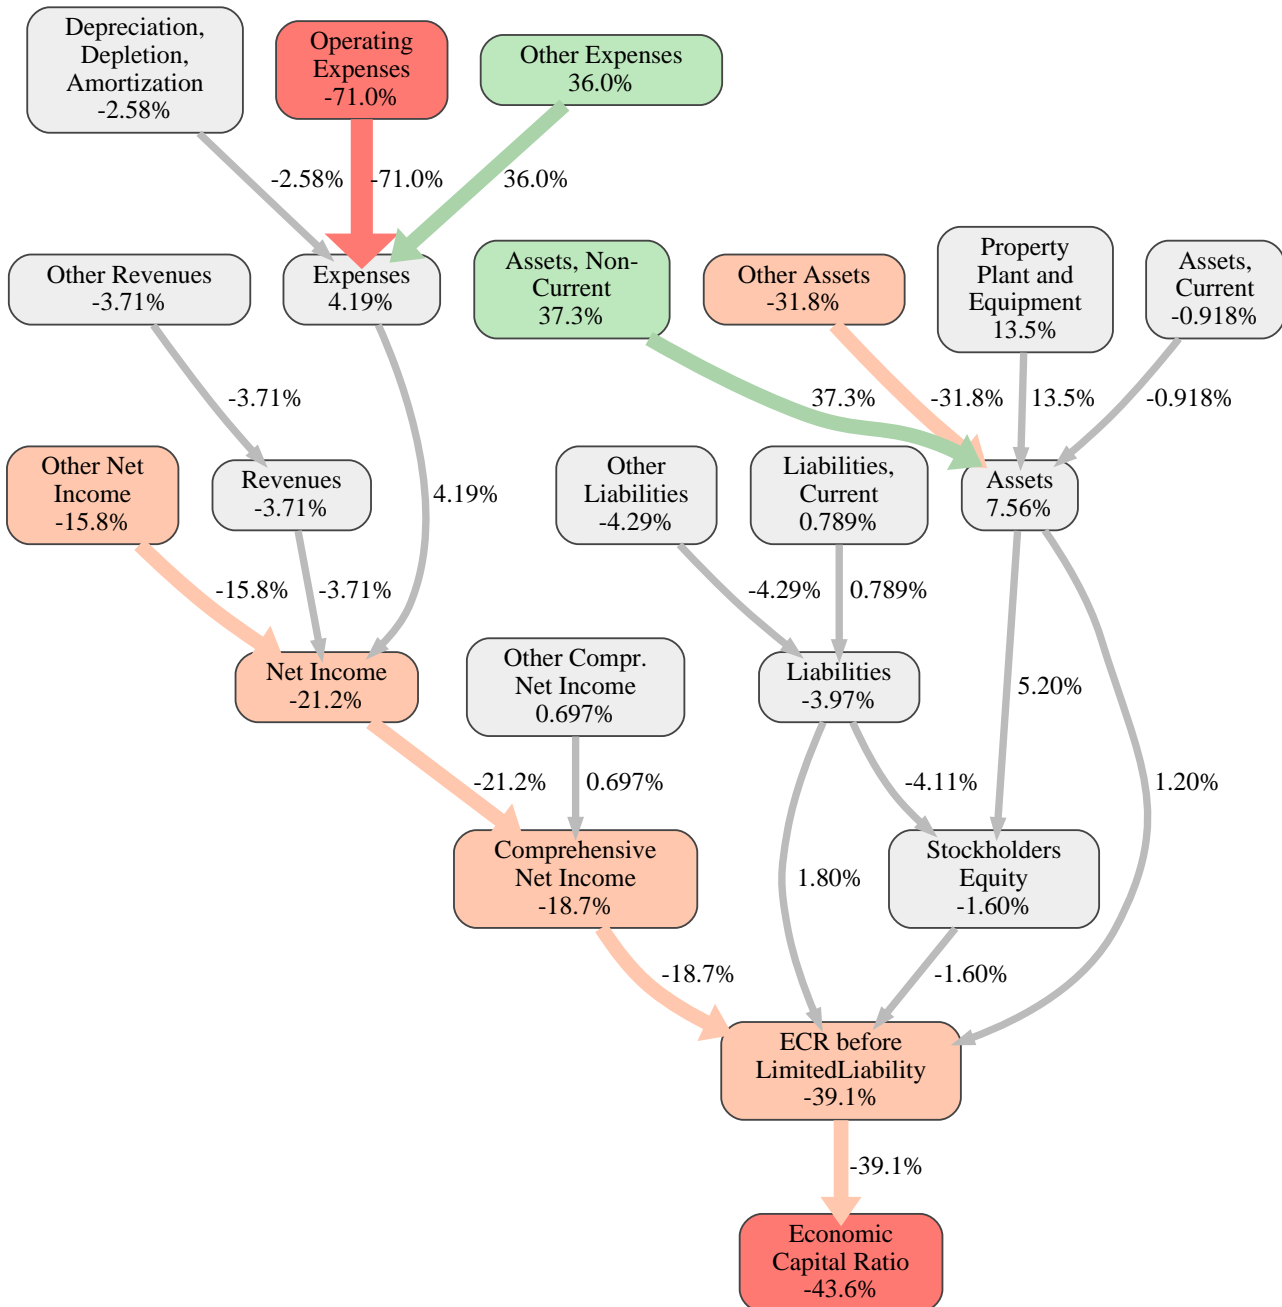 Depreciation,
Depletion,
Amortization
-2.58%
Operating
Expenses
-71.0%
Other Expenses
36.0%
-2.58%
-71.0%
36.0%
Other Revenues
-3.71%
Expenses
4.19%
Assets, Non-
Current
37.3%
Other Assets
-31.8%
Property
Plant and
Equipment
13.5%
Assets,
Current
-0.918%
-3.71%
37.3%
-31.8%
13.5%
-0.918%
Other Net
Income
-15.8%
Revenues
-3.71%
4.19%
Other
Liabilities
-4.29%
Liabilities,
Current
0.789%
Assets
7.56%
-15.8%
-3.71%
-4.29%
0.789%
Net Income
-21.2%
Other Compr.
Net Income
0.697%
Liabilities
-3.97%
5.20%
-21.2%
0.697%
-4.11%
1.20%
Comprehensive
Net Income
-18.7%
1.80%
Stockholders
Equity
-1.60%
-18.7%
-1.60%
ECR before
LimitedLiability
-39.1%
-39.1%
Economic
Capital Ratio
-43.6%